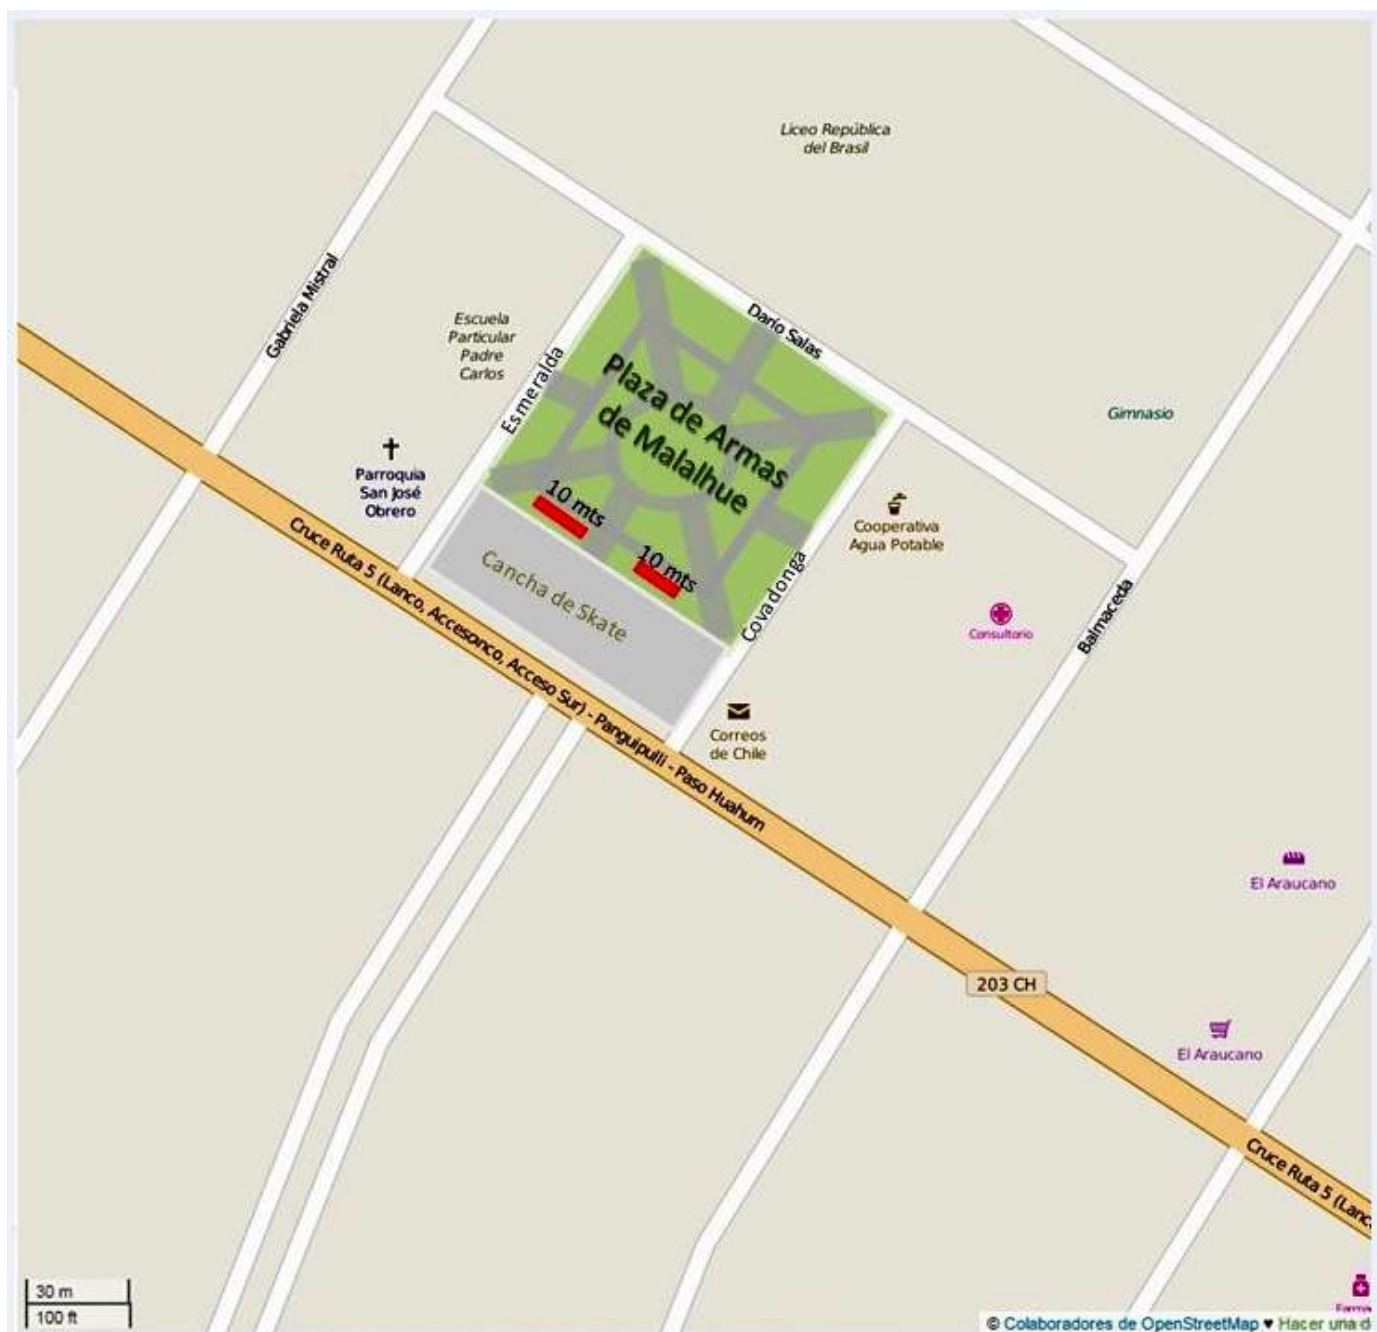 Liceo República
del Brasil
Gabriela Mistral
Darío Salas
Escuela
Particular
Padre
Carlos
Esmeralda
Plaza de Armas
de Malalhue
Gimnasio
Parroquia
San José
Obrero
10 mts
10 mts
Cooperativa
Agua Potable
Cancha de Skate
Covadonga
Consultorio
Balmaceda
Cruce Ruta 5 (Lanco, Accesonco, Acceso Sur) - Panguipulli - Paso Huahum
Correos
de Chile
El Araucano
203 CH
El Araucano
Cruce Ruta 5 (Lanc
30 m
100 ft
© Colaboradores de OpenStreetMap ♥ Hacer una d